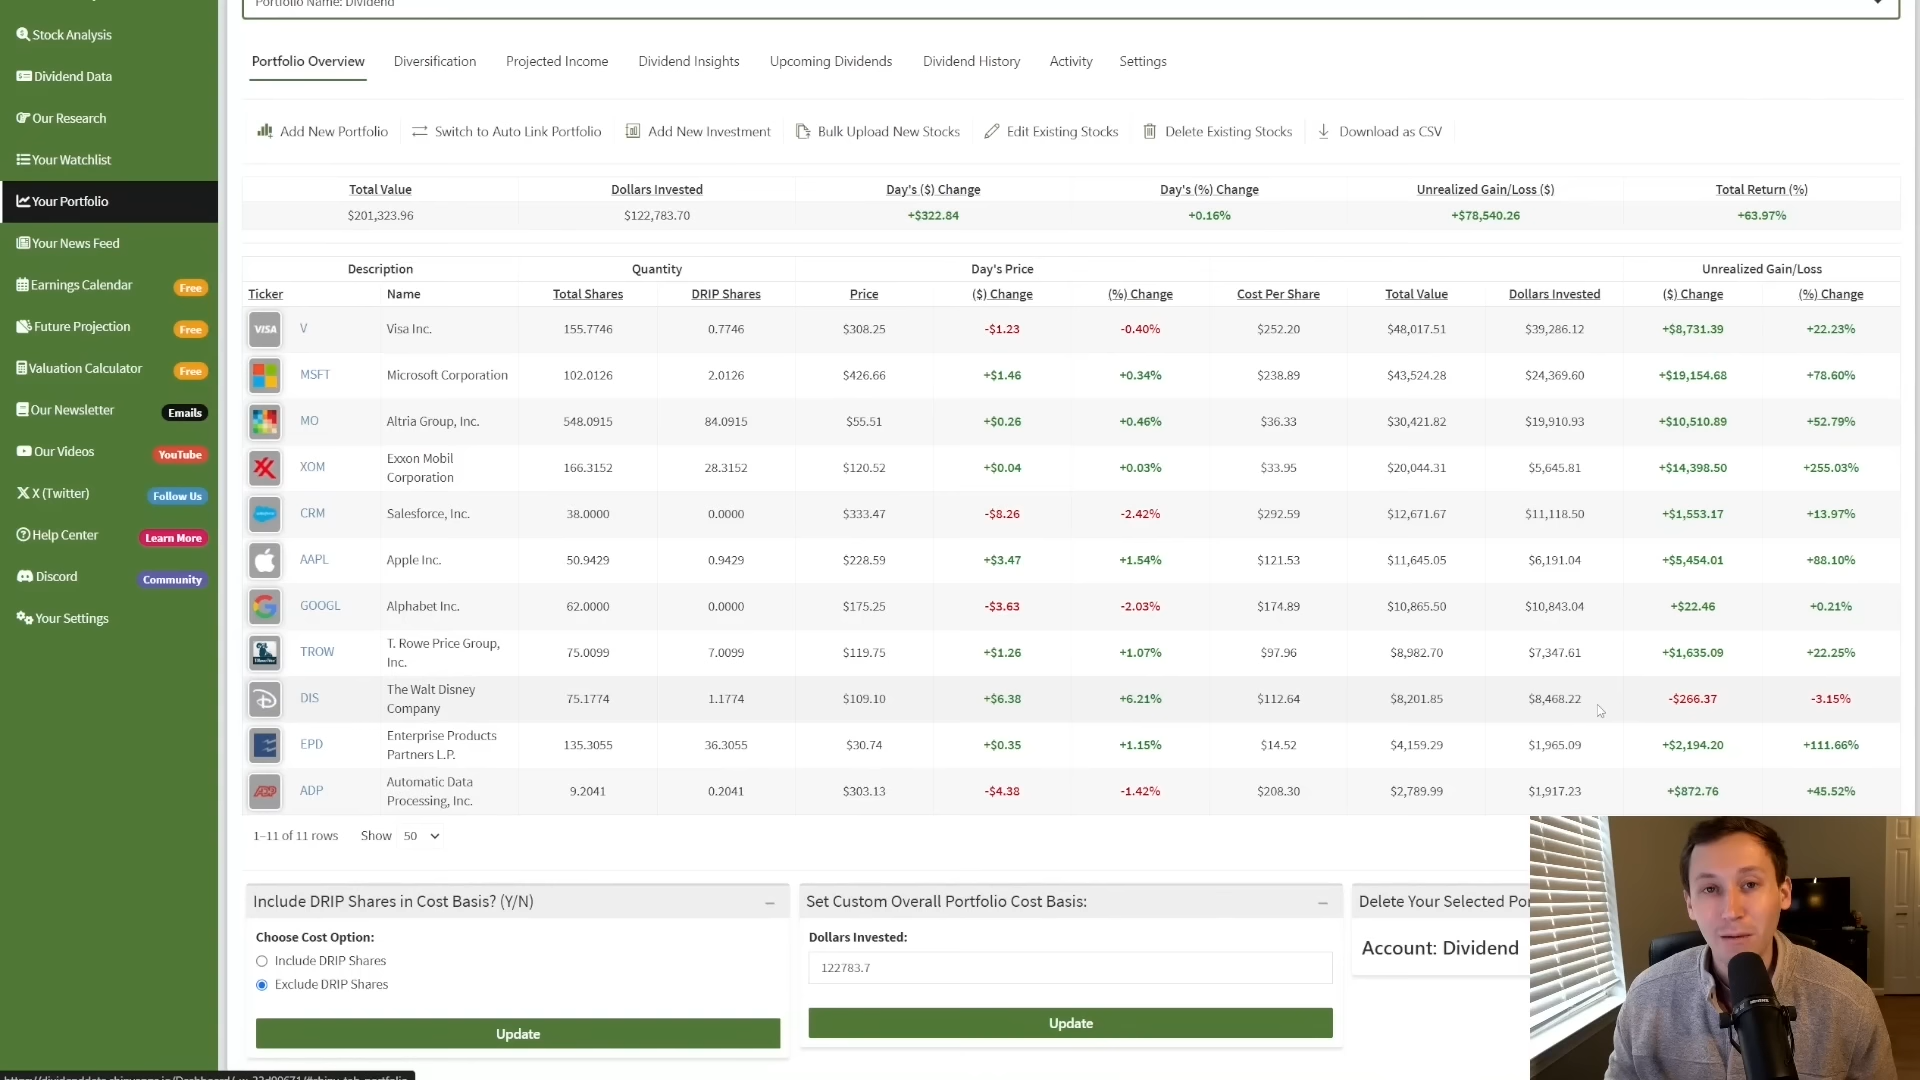 Portfolio Name: Dividend
Stock Analysis
Dividend Data
Our Research
Your Watchlist
Your Portfolio
Your News Feed
Earnings Calendar Free
Future Projection Free
Valuation Calculator Free
Our Newsletter Emails
Our Videos YouTube
X (Twitter) Follow Us
Help Center Learn More
Discord Community
Your Settings
Portfolio Overview Diversification Projected Income Dividend Insights Upcoming Dividends Dividend History Activity Settings
Add New Portfolio Switch to Auto Link Portfolio Add New Investment Bulk Upload New Stocks Edit Existing Stocks Delete Existing Stocks Download as CSV
Total Value Dollars Invested Day's ($) Change Day's (%) Change Unrealized Gain/Loss ($) Total Return (%)
$201,323.96 $122,783.70 +$322.84 +0.16% +$78,540.26 +63.97%
Description Quantity Day's Price Unrealized Gain/Loss
Ticker Name Total Shares DRIP Shares Price ($) Change (%) Change Cost Per Share Total Value Dollars Invested ($) Change (%) Change
VISA V Visa Inc. 155.7746 0.7746 $308.25 -$1.23 -0.40% $252.20 $48,017.51 $39,286.12 +$8,731.39 +22.23%
MSFT Microsoft Corporation 102.0126 2.0126 $426.66 +$1.46 +0.34% $238.89 $43,524.28 $24,369.60 +$19,154.68 +78.60%
MO Altria Group, Inc. 548.0915 84.0915 $55.51 +$0.26 +0.46% $36.33 $30,421.82 $19,910.93 +$10,510.89 +52.79%
XOM Exxon Mobil
Corporation 166.3152 28.3152 $120.52 +$0.04 +0.03% $33.95 $20,044.31 $5,645.81 +$14,398.50 +255.03%
CRM Salesforce, Inc. 38.0000 0.0000 $333.47 -$8.26 -2.42% $292.59 $12,671.67 $11,118.50 +$1,553.17 +13.97%
AAPL Apple Inc. 50.9429 0.9429 $228.59 +$3.47 +1.54% $121.53 $11,645.05 $6,191.04 +$5,454.01 +88.10%
GOOGL Alphabet Inc. 62.0000 0.0000 $175.25 -$3.63 -2.03% $174.89 $10,865.50 $10,843.04 +$22.46 +0.21%
TROW T. Rowe Price Group,
Inc. 75.0099 7.0099 $119.75 +$1.26 +1.07% $97.96 $8,982.70 $7,347.61 +$1,635.09 +22.25%
DIS The Walt Disney
Company 75.1774 1.1774 $109.10 +$6.38 +6.21% $112.64 $8,201.85 $8,468.22 -$266.37 -3.15%
EPD Enterprise Products
Partners L.P. 135.3055 36.3055 $30.74 +$0.35 +1.15% $14.52 $4,159.29 $1,965.09 +$2,194.20 +111.66%
ADP ADP Automatic Data
Processing, Inc. 9.2041 0.2041 $303.13 -$4.38 -1.42% $208.30 $2,789.99 $1,917.23 +$872.76 +45.52%
1–11 of 11 rows Show 50
Include DRIP Shares in Cost Basis? (Y/N)
Choose Cost Option:
Include DRIP Shares
Exclude DRIP Shares
Update
Set Custom Overall Portfolio Cost Basis:
Dollars Invested:
122783.7
Update
Delete Your Selected
Account: Dividend